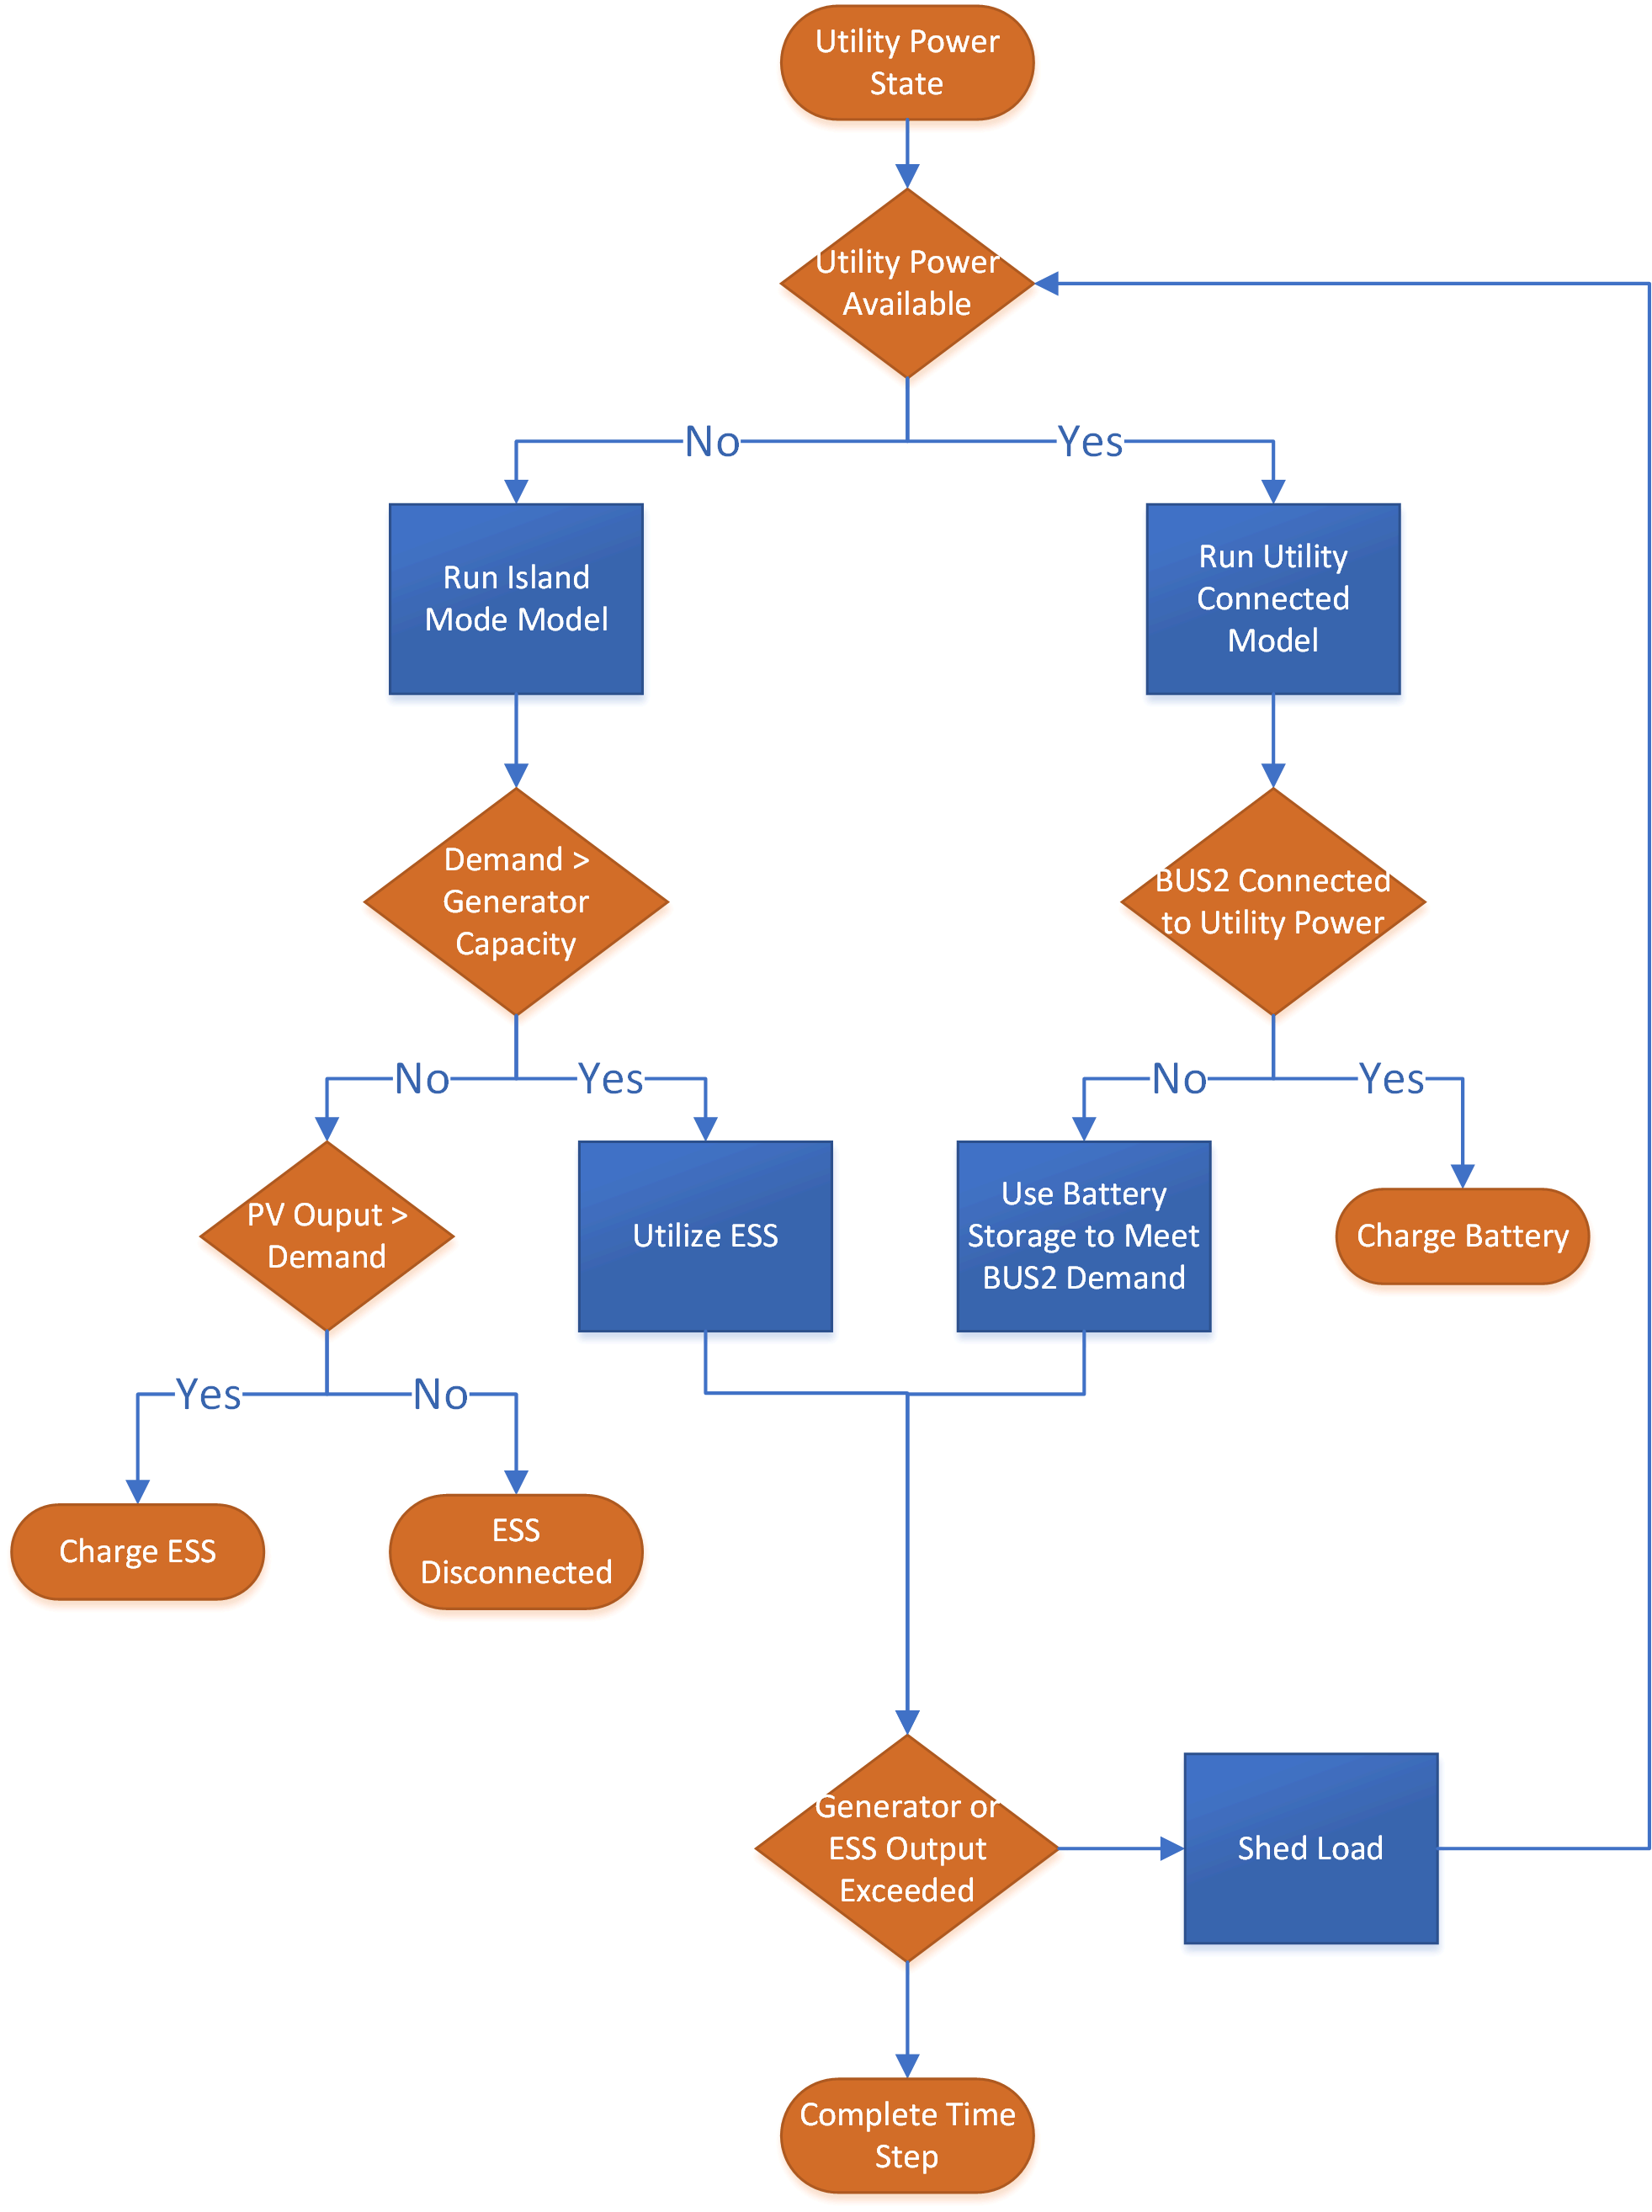 Utility Power
State
Utility Power
Available
No
Yes
Run Island
Mode Model
Run Utility
Connected
Model
Demand >
Generator
Capacity
BUS2 Connected
to Utility Power
No
Yes
No
Yes
PV Ouput >
Demand
Utilize ESS
Use Battery
Storage to Meet
BUS2 Demand
Charge Battery
Yes
No
Charge ESS
ESS
Disconnected
Generator or
ESS Output
Exceeded
Shed Load
Complete Time
Step